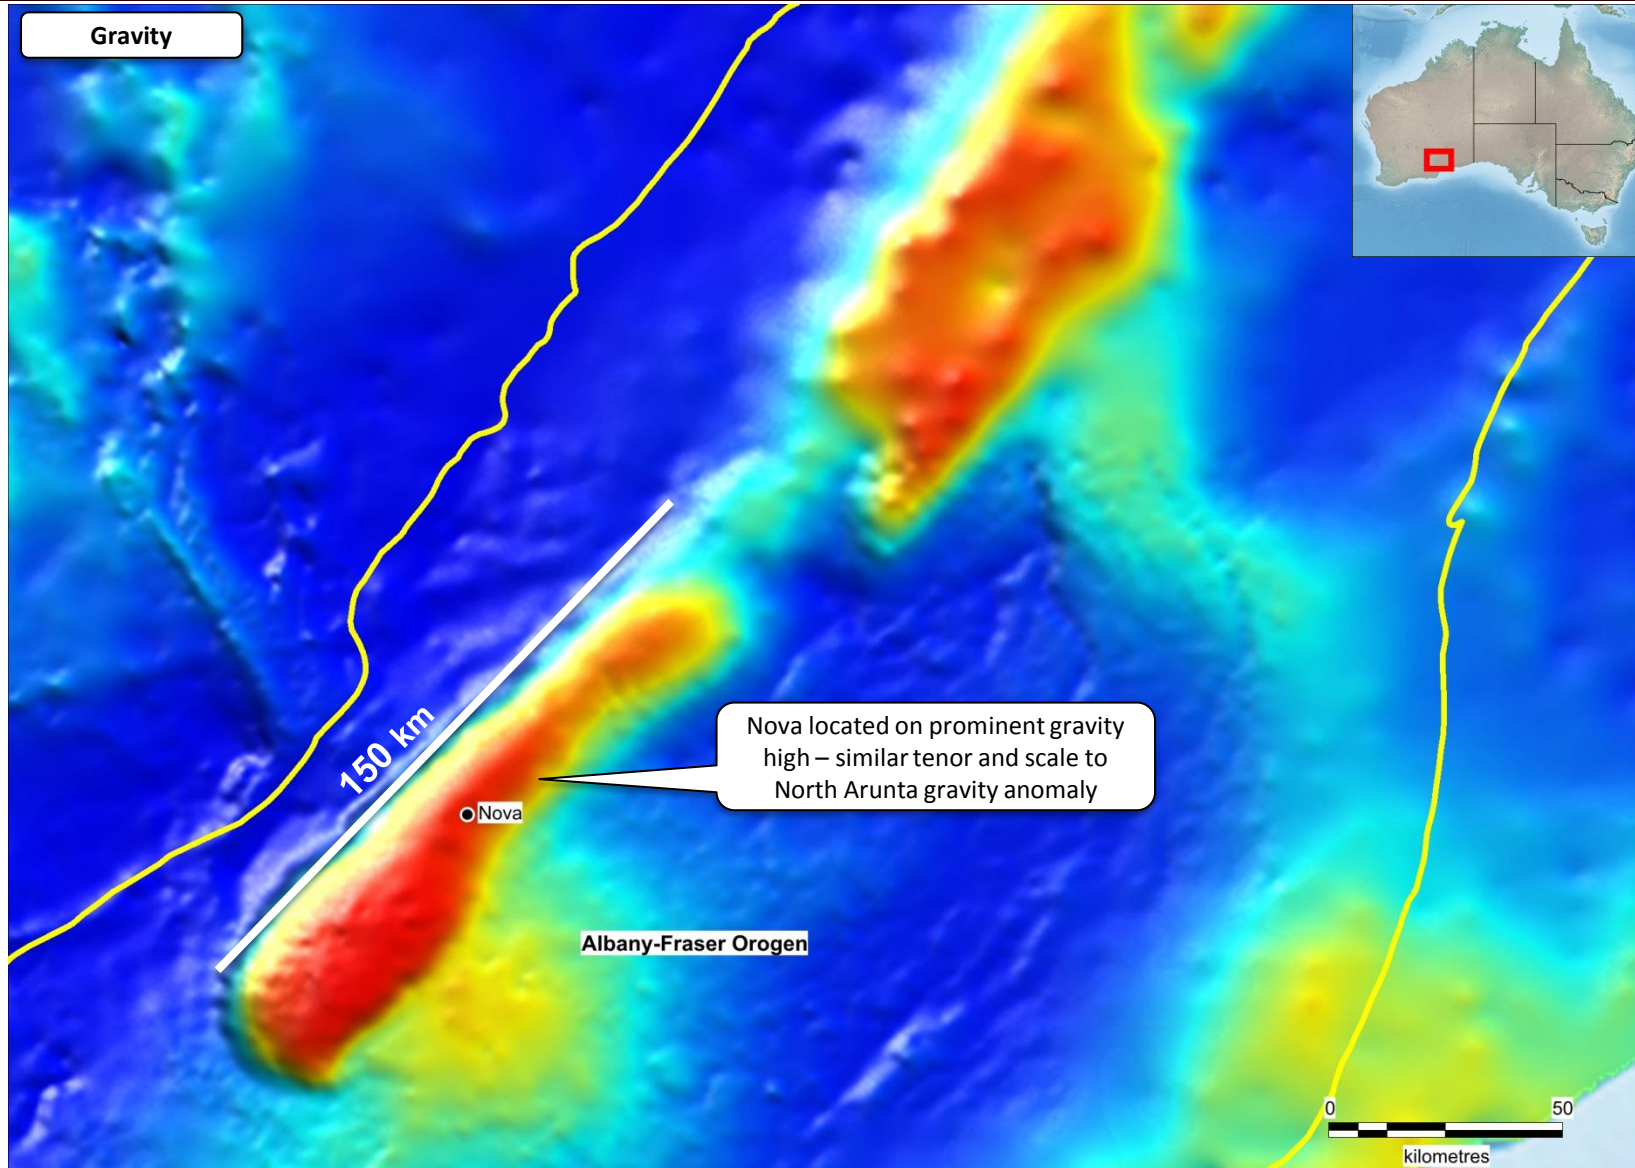 Gravity
150 km
Nova located on prominent gravity
high – similar tenor and scale to
North Arunta gravity anomaly
Nova
Albany-Fraser Orogen
0 50
kilometres